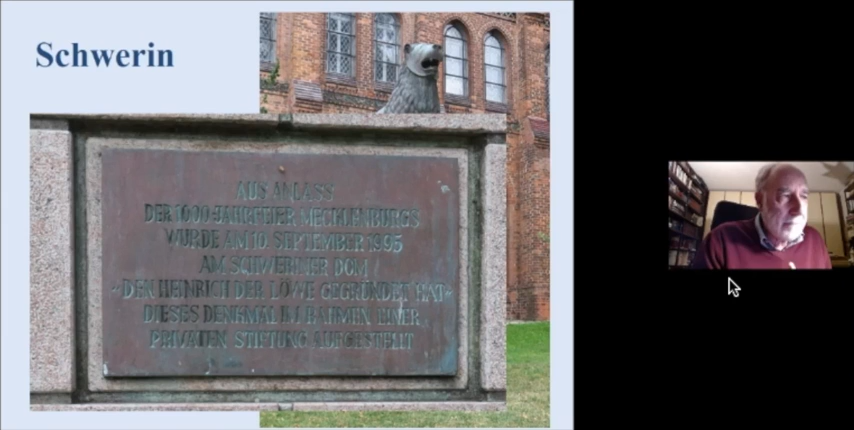 Schwerin
AUS ANLASS
DER 1000-JAHRFEIER MECKLENBURGS
WURDE AM 10. SEPTEMBER 1995
AM SCHWERINER DOM
»DEN HEINRICH DER LÖWE GEGRÜNDET HAT«
DIESES DENKMAL IM RAHMEN EINER
PRIVATEN STIFTUNG AUFGESTELLT